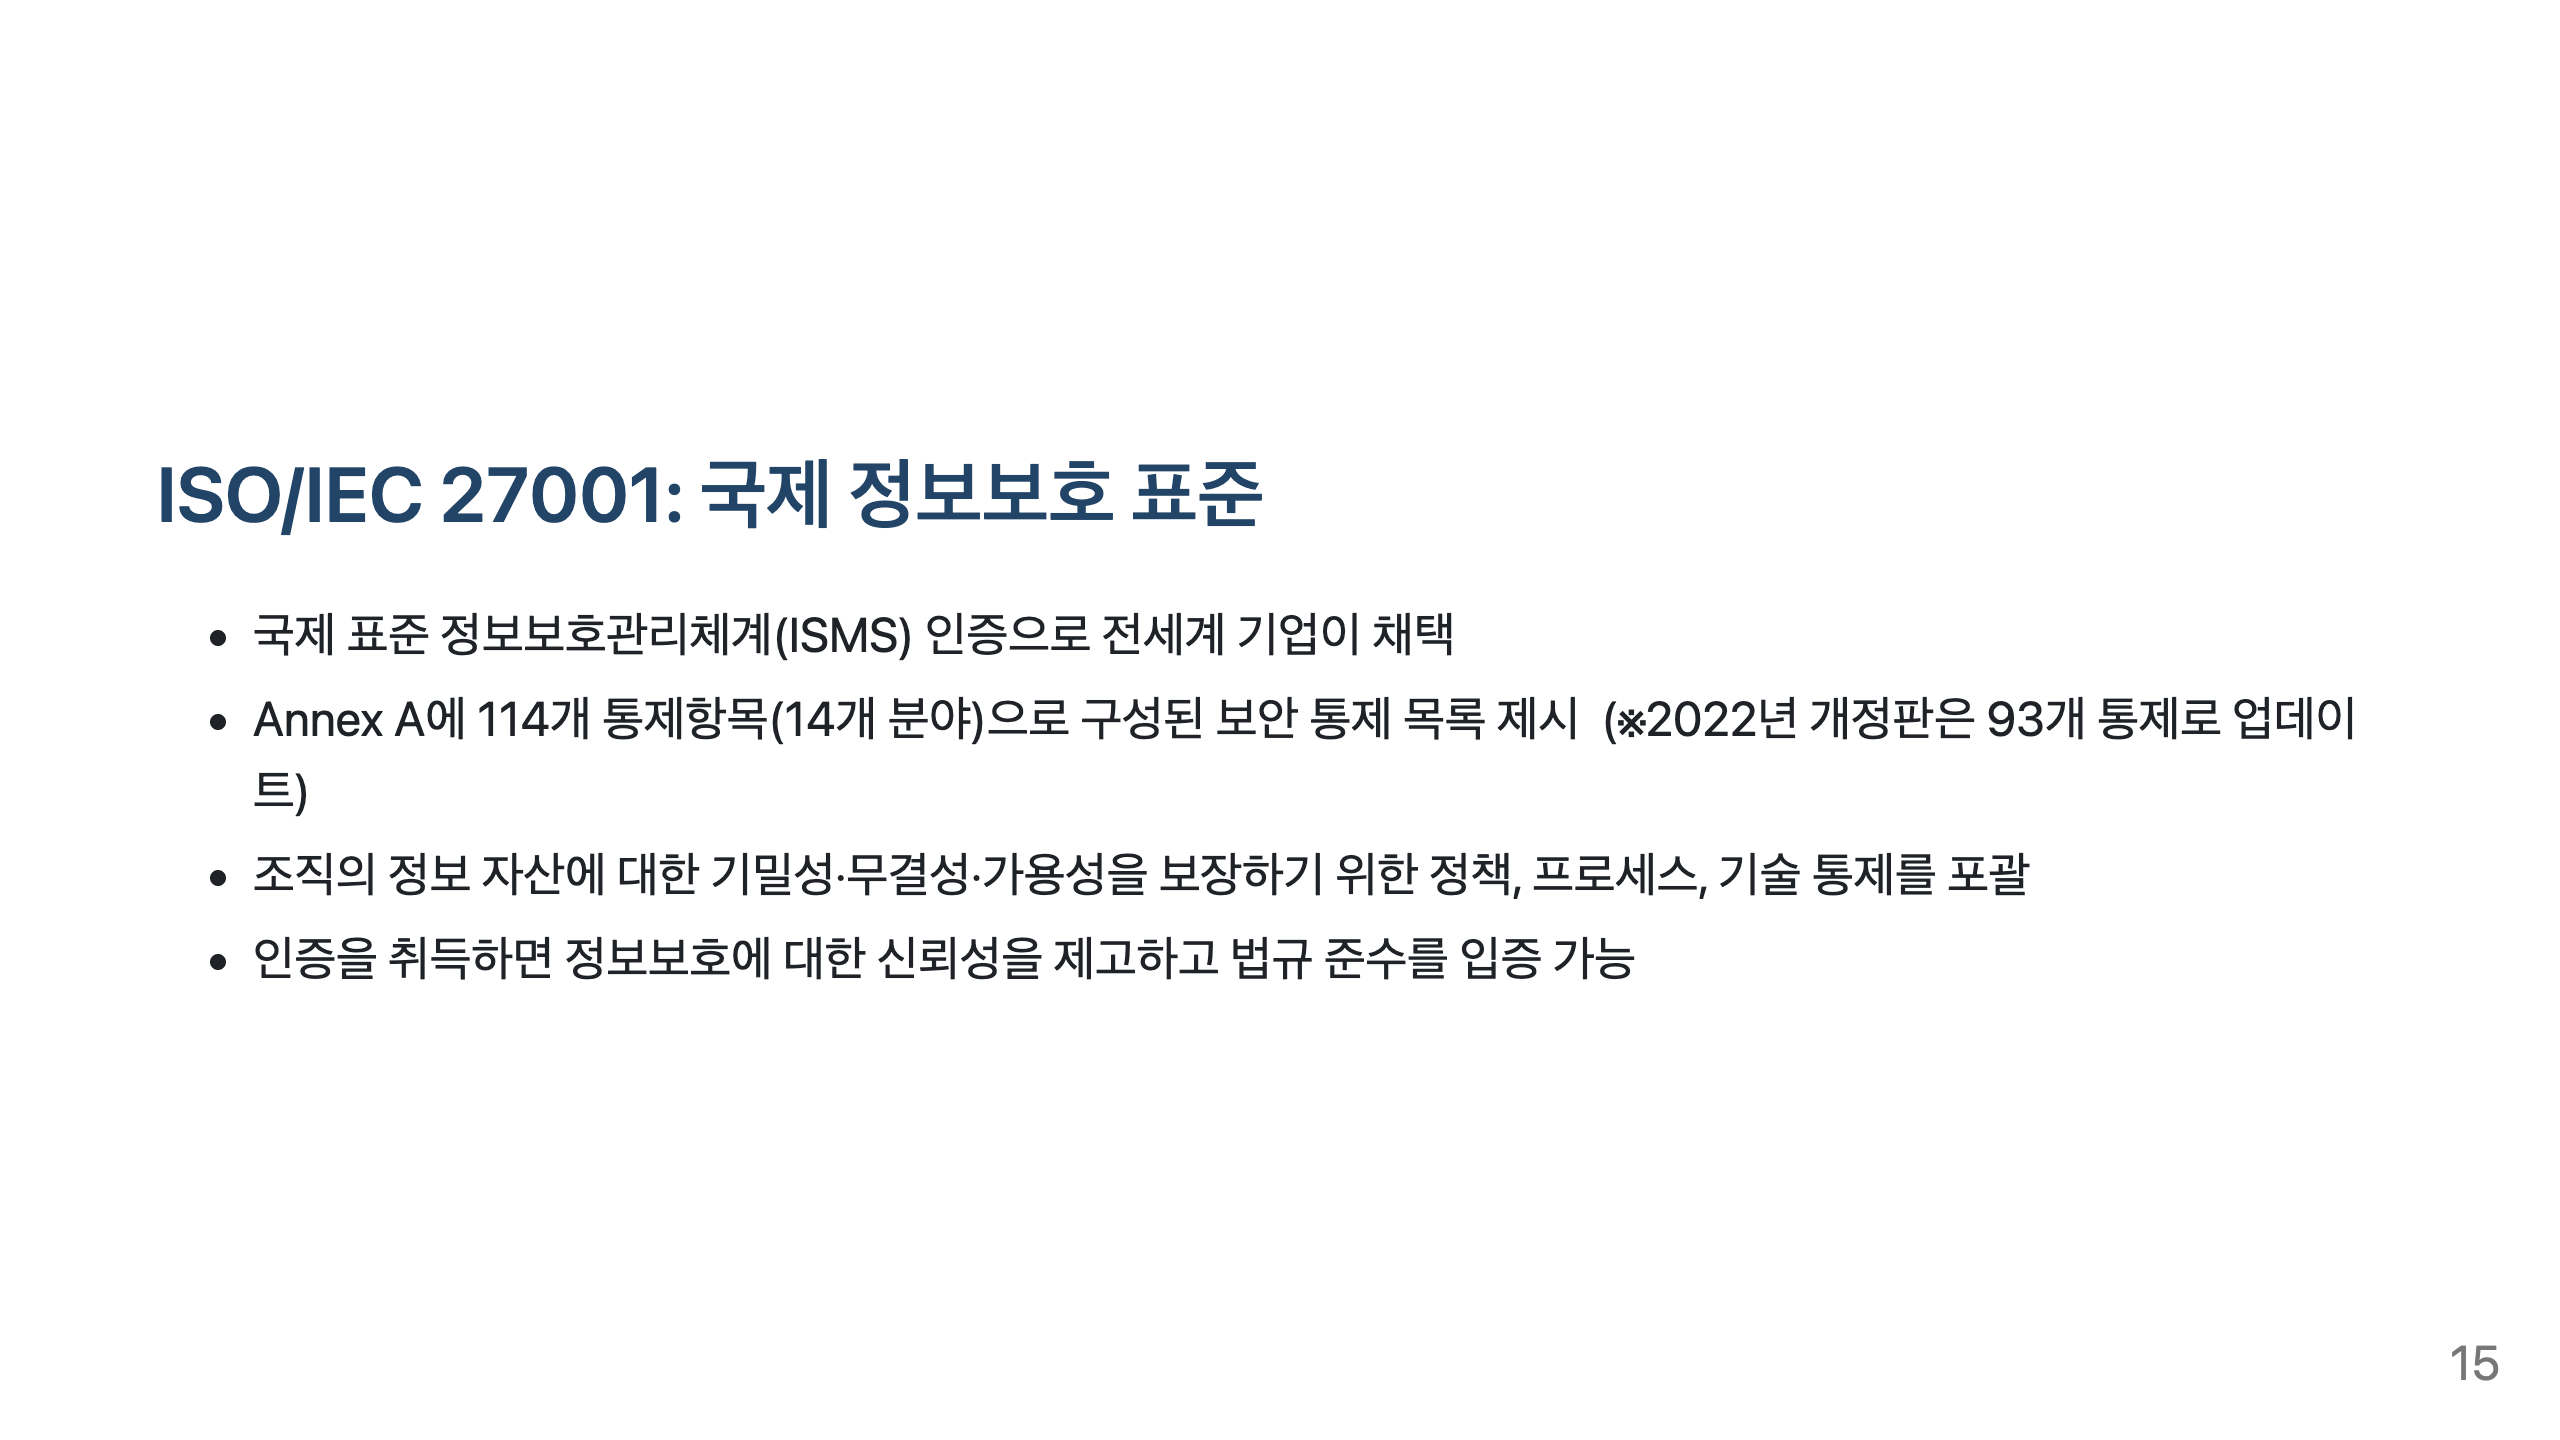 ISO/IEC 27001: 국제 정보보호 표준
• 국제 표준 정보보호관리체계(ISMS) 인증으로 전세계 기업이 채택
• Annex A에 114개 통제항목(14개 분야)으로 구성된 보안 통제 목록 제시 (※2022년 개정판은 93개 통제로 업데이
트)
• 조직의 정보 자산에 대한 기밀성·무결성·가용성을 보장하기 위한 정책, 프로세스, 기술 통제를 포괄
• 인증을 취득하면 정보보호에 대한 신뢰성을 제고하고 법규 준수를 입증 가능
15